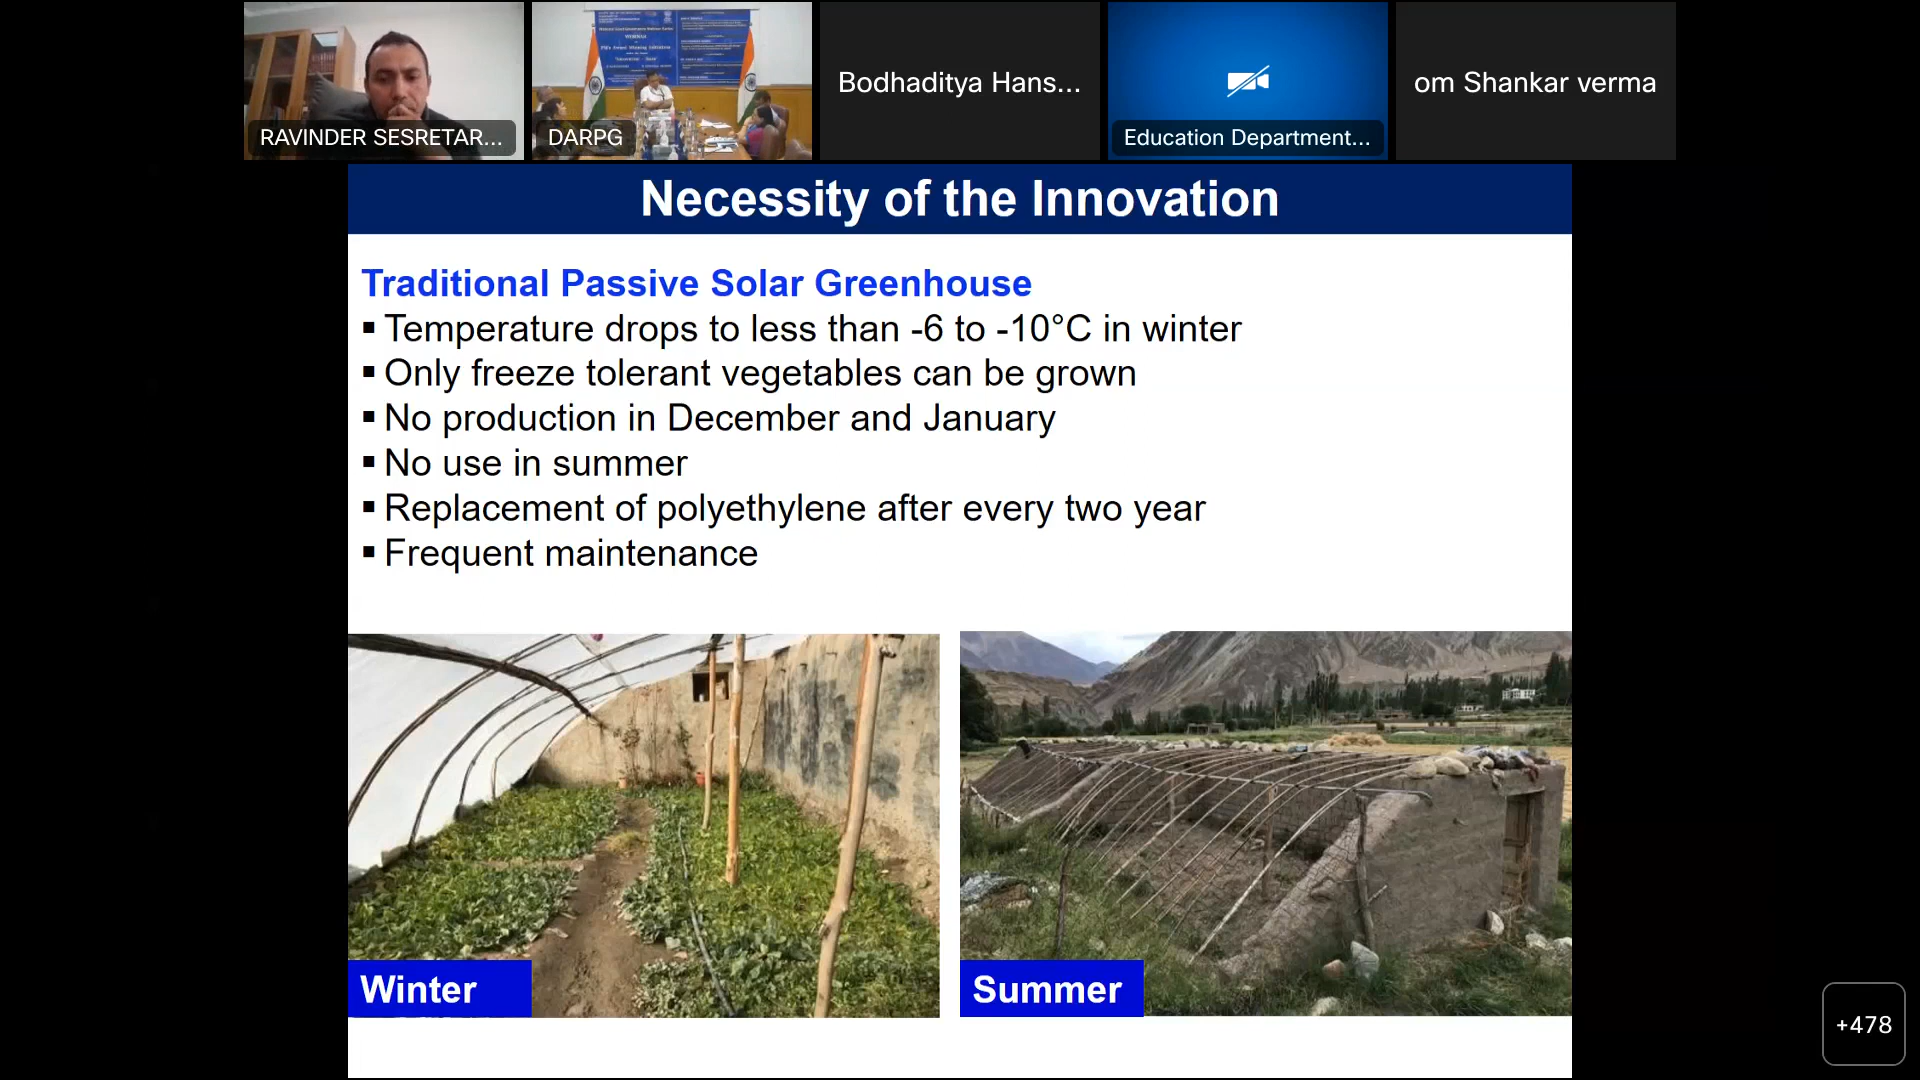 RAVINDER SESRETAR...
DARPG
Bodhaditya Hans...
Education Department...
om Shankar verma
Necessity of the Innovation
Traditional Passive Solar Greenhouse
▪ Temperature drops to less than -6 to -10°C in winter
▪ Only freeze tolerant vegetables can be grown
▪ No production in December and January
▪ No use in summer
▪ Replacement of polyethylene after every two year
▪ Frequent maintenance
Winter
Summer
+478